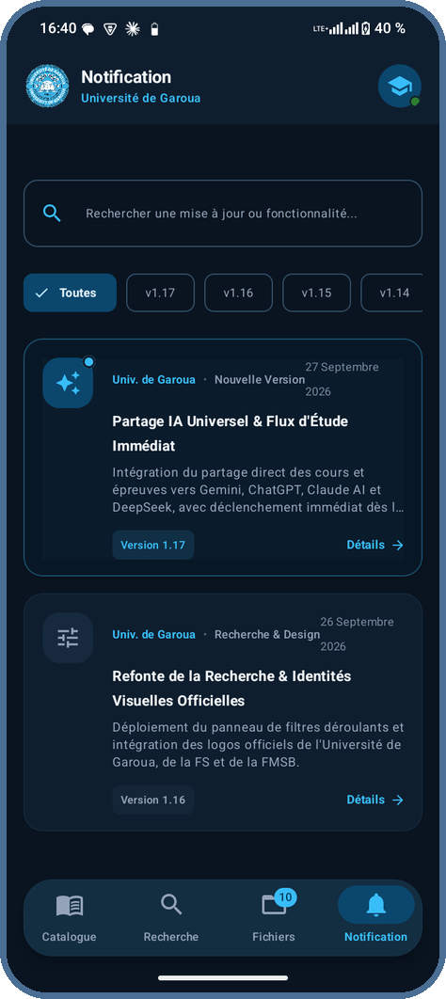 16:40
LTE+ 40 %
Notification
Université de Garoua
Rechercher une mise à jour ou fonctionnalité...
Toutes
v1.17
v1.16
v1.15
v1.14
Univ. de Garoua • Nouvelle Version
27 Septembre
2026
Partage IA Universel & Flux d'Étude
Immédiat
Intégration du partage direct des cours et
épreuves vers Gemini, ChatGPT, Claude AI et
DeepSeek, avec déclenchement immédiat dès l…
Version 1.17
Détails →
Univ. de Garoua • Recherche & Design
26 Septembre
2026
Refonte de la Recherche & Identités
Visuelles Officielles
Déploiement du panneau de filtres déroulants et
intégration des logos officiels de l'Université de
Garoua, de la FS et de la FMSB.
Version 1.16
Détails →
10
Catalogue
Recherche
Fichiers
Notification